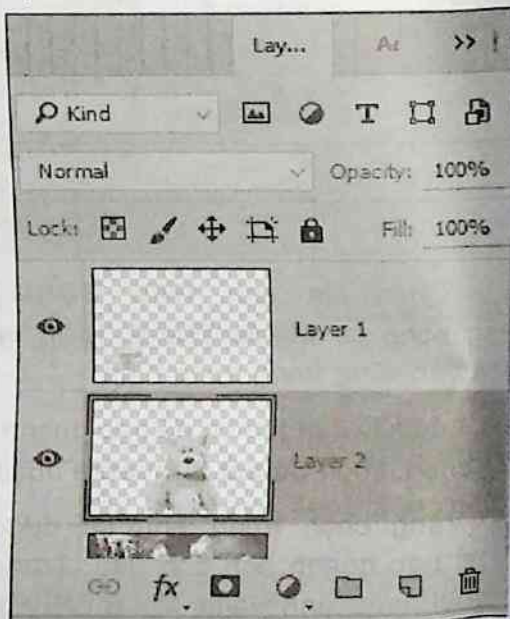 Lay...
Kind
T
Normal Opacity: 100%
Lock: Fill: 100%
Layer 1
Layer 2
fx